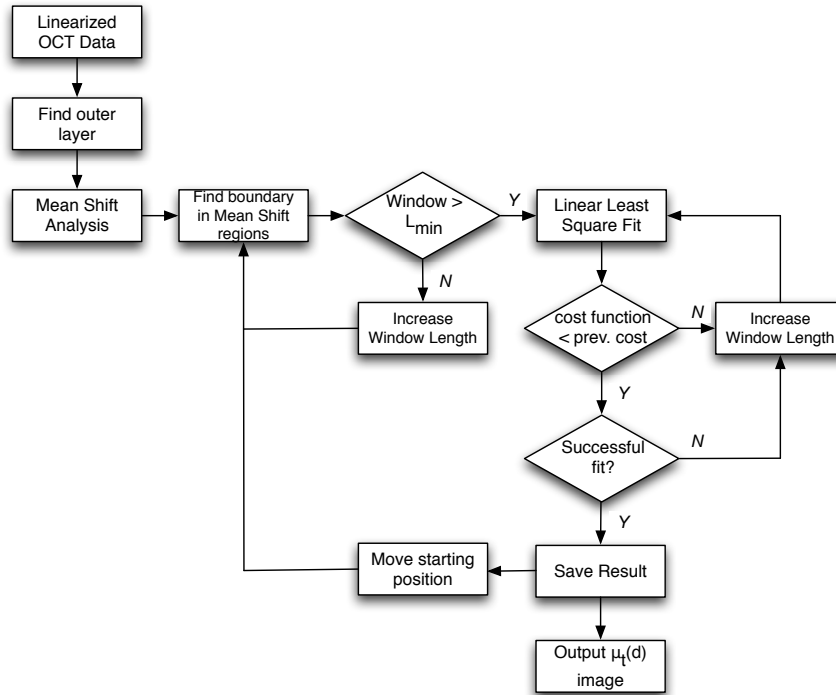 Linearized
OCT Data
Find outer
layer
Mean Shift
Analysis
Find boundary
in Mean Shift
regions
Window >
Lmin
Y
N
Increase
Window Length
Linear Least
Square Fit
cost function
< prev. cost
N
Increase
Window Length
Y
Successful
fit?
N
Y
Move starting
position
Save Result
Output μt(d)
image